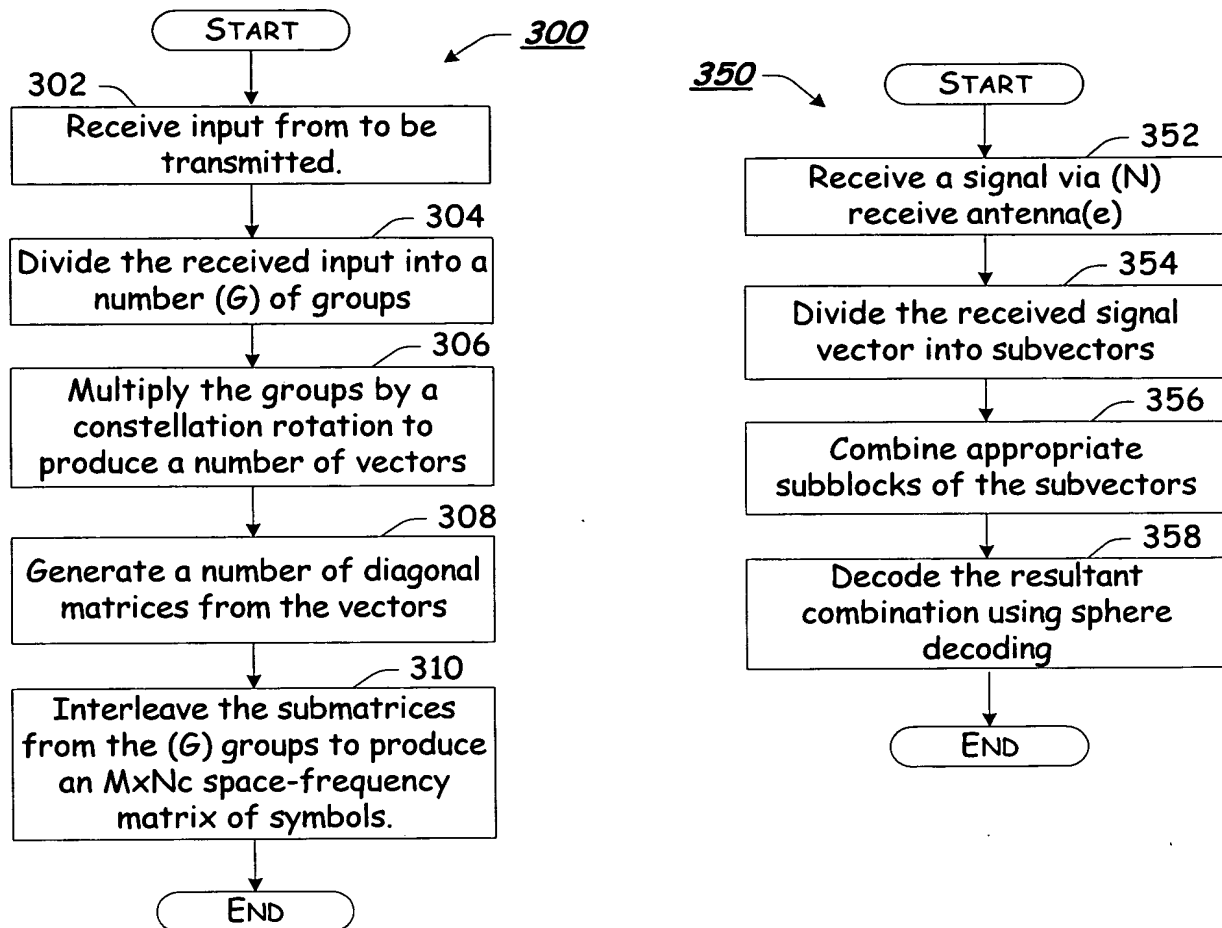 START
300
302
Receive input from to be
transmitted.
304
Divide the received input into a
number (G) of groups
306
Multiply the groups by a
constellation rotation to
produce a number of vectors
308
Generate a number of diagonal
matrices from the vectors
310
Interleave the submatrices
from the (G) groups to produce
an MxNc space-frequency
matrix of symbols.
END
350
START
352
Receive a signal via (N)
receive antenna(e)
354
Divide the received signal
vector into subvectors
356
Combine appropriate
subblocks of the subvectors
358
Decode the resultant
combination using sphere
decoding
END